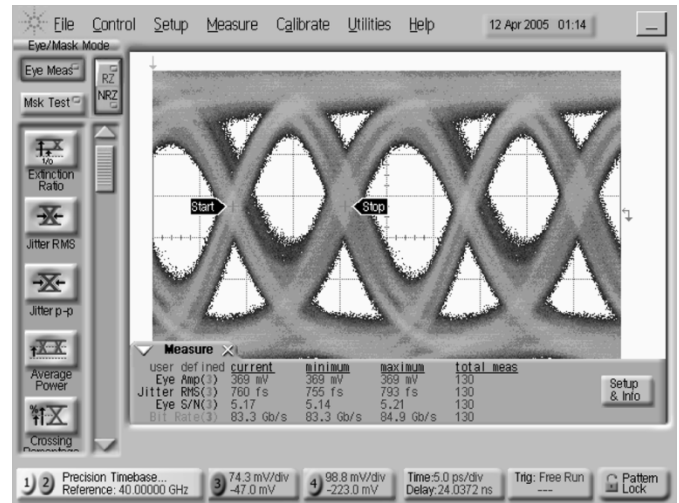 File Control Setup Measure Calibrate Utilities Help 12 Apr 2005 01:14
Eye/Mask Mode
Eye Meas
RZ
NRZ
Msk Test
Extinction
Ratio
Jitter RMS
Jitter p-p
Average
Power
Crossing
Percentage
Start
Stop
Measure
user defined current minimum maximum total meas
Eye Amp(3) 369 mV 369 mV 369 mV 130
Jitter RMS(3) 760 fs 755 fs 793 fs 130
Eye S/N(3) 5.17 5.14 5.21 130
Bit Rate(3) 83.3 Gb/s 83.3 Gb/s 84.9 Gb/s 130
Setup
& Info
1 2 Precision Timebase...
Reference: 40.00000 GHz
3 74.3 mV/div
-47.0 mV
4 98.8 mV/div
-223.0 mV
Time:5.0 ps/div
Delay:24.0372 ns
Trig: Free Run
---
Pattern
Lock